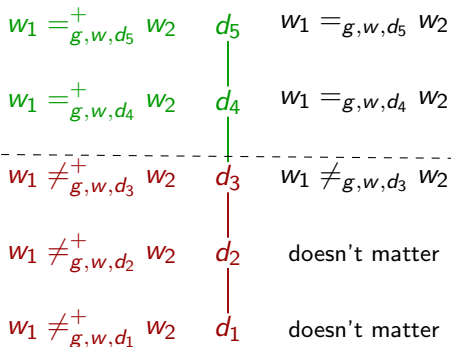 w₁ =⁺_{g,w,d₅} w₂ d₅ w₁ =_{g,w,d₅} w₂
w₁ =⁺_{g,w,d₄} w₂ d₄ w₁ =_{g,w,d₄} w₂
w₁ ≠⁺_{g,w,d₃} w₂ d₃ w₁ ≠_{g,w,d₃} w₂
w₁ ≠⁺_{g,w,d₂} w₂ d₂ doesn't matter
w₁ ≠⁺_{g,w,d₁} w₂ d₁ doesn't matter